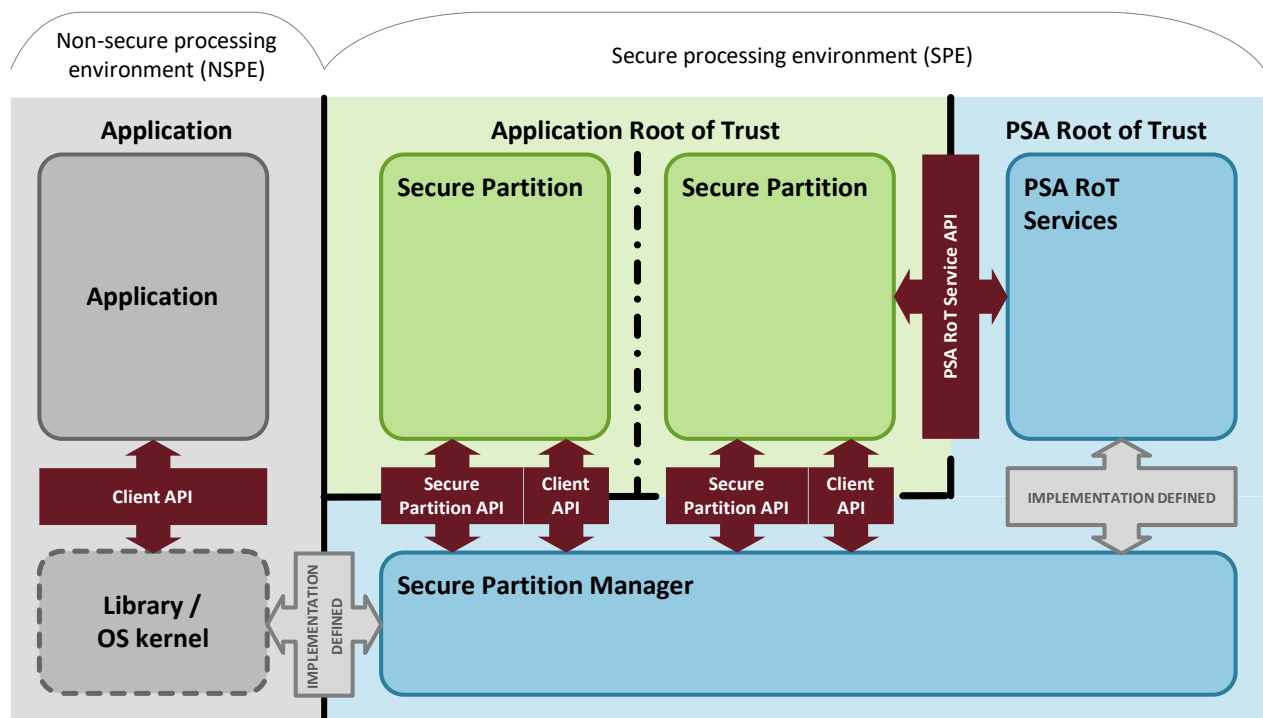 Non-secure processing
environment (NSPE)
Secure processing environment (SPE)
Application
Application Root of Trust
PSA Root of Trust
Application
Secure Partition
Secure Partition
PSA RoT
Services
PSA RoT Service API
Client API
Secure
Partition API
Client
API
Secure
Partition API
Client
API
IMPLEMENTATION DEFINED
Library /
OS kernel
IMPLEMENTATION
DEFINED
Secure Partition Manager